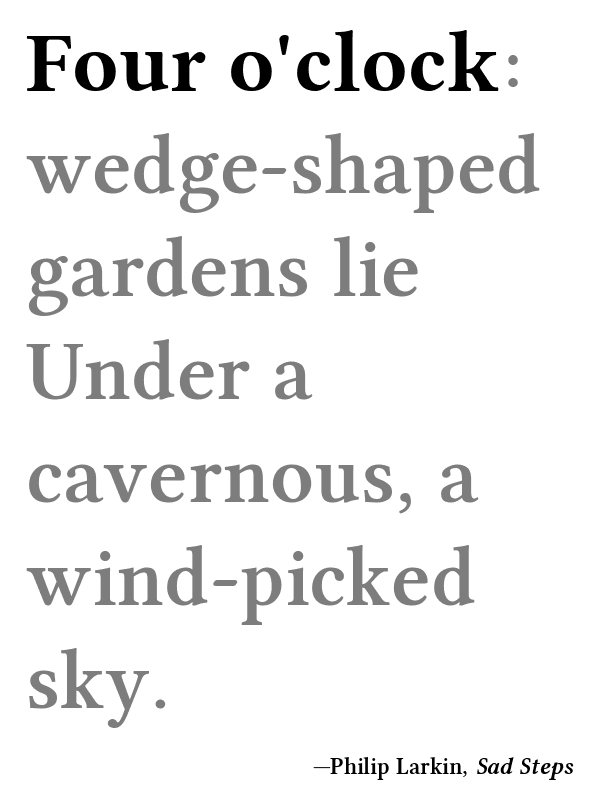 Four o'clock:
wedge-shaped
gardens lie
Under a
cavernous, a
wind-picked
sky.
—Philip Larkin, Sad Steps